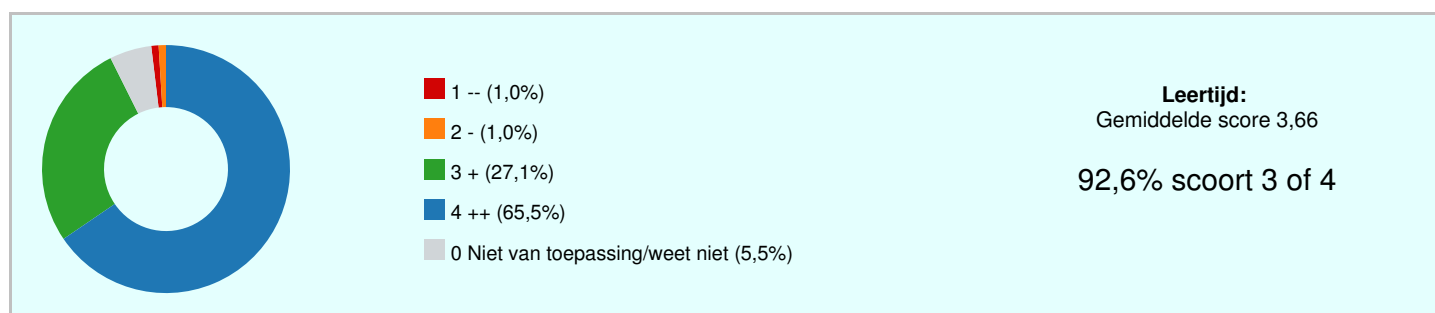 1 -- (1,0%)
2 - (1,0%)
3 + (27,1%)
4 ++ (65,5%)
0 Niet van toepassing/weet niet (5,5%)
Leertijd:
Gemiddelde score 3,66
92,6% scoort 3 of 4